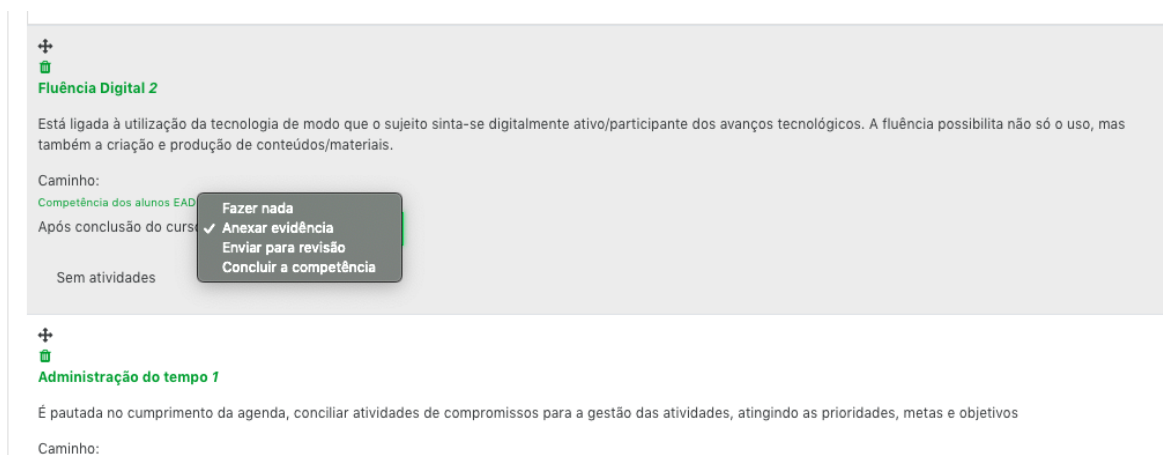 Fluência Digital 2
Está ligada à utilização da tecnologia de modo que o sujeito sinta-se digitalmente ativo/participante dos avanços tecnológicos. A fluência possibilita não só o uso, mas
também a criação e produção de conteúdos/materiais.
Caminho:
Competência dos alunos EAD
Após conclusão do curso
Fazer nada
✓ Anexar evidência
Enviar para revisão
Concluir a competência
Sem atividades
Administração do tempo 1
É pautada no cumprimento da agenda, conciliar atividades de compromissos para a gestão das atividades, atingindo as prioridades, metas e objetivos
Caminho: